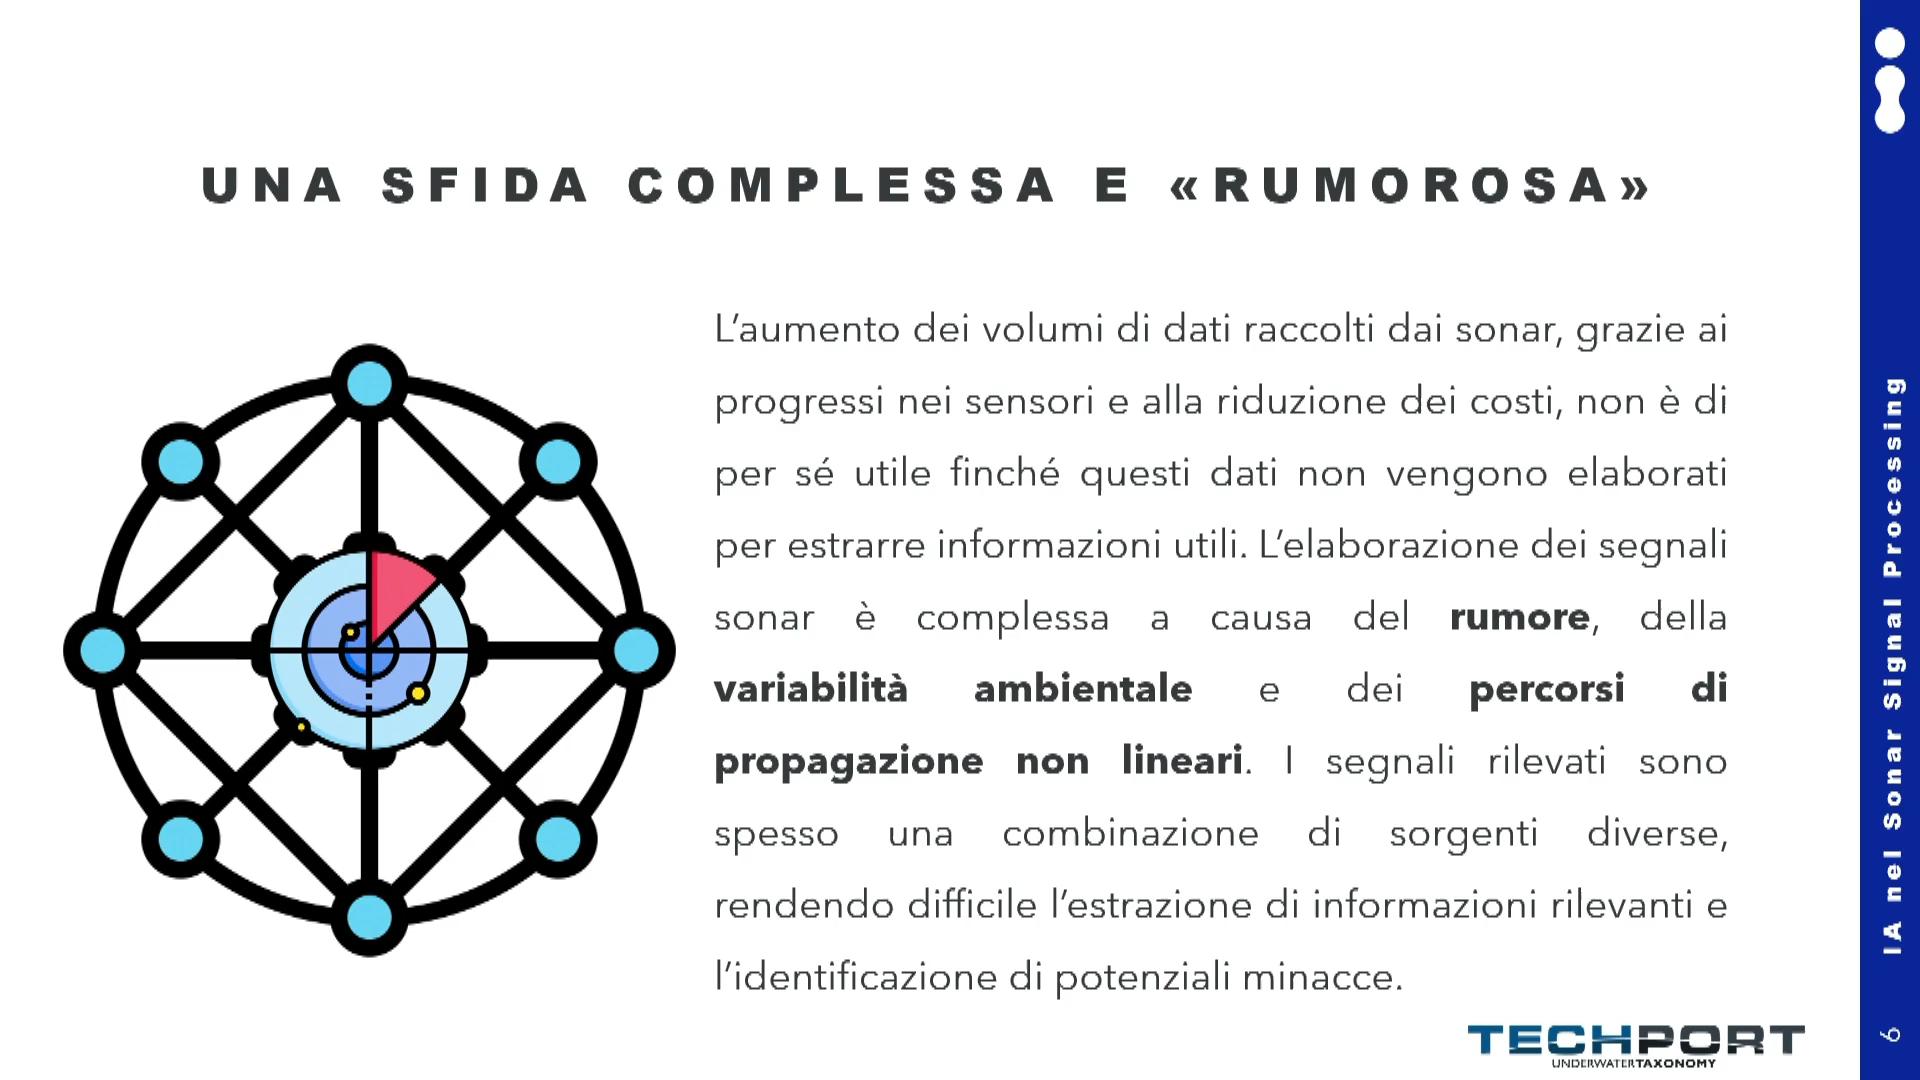 UNA SFIDA COMPLESSA E «RUMOROSA»
L’aumento dei volumi di dati raccolti dai sonar, grazie ai
progressi nei sensori e alla riduzione dei costi, non è di
per sé utile finché questi dati non vengono elaborati
per estrarre informazioni utili. L’elaborazione dei segnali
sonar è complessa a causa del rumore, della
variabilità ambientale e dei percorsi di
propagazione non lineari. I segnali rilevati sono
spesso una combinazione di sorgenti diverse,
rendendo difficile l’estrazione di informazioni rilevanti e
l’identificazione di potenziali minacce.
TECHPORT
UNDERWATERTAXONOMY
IA nel Sonar Signal Processing
6